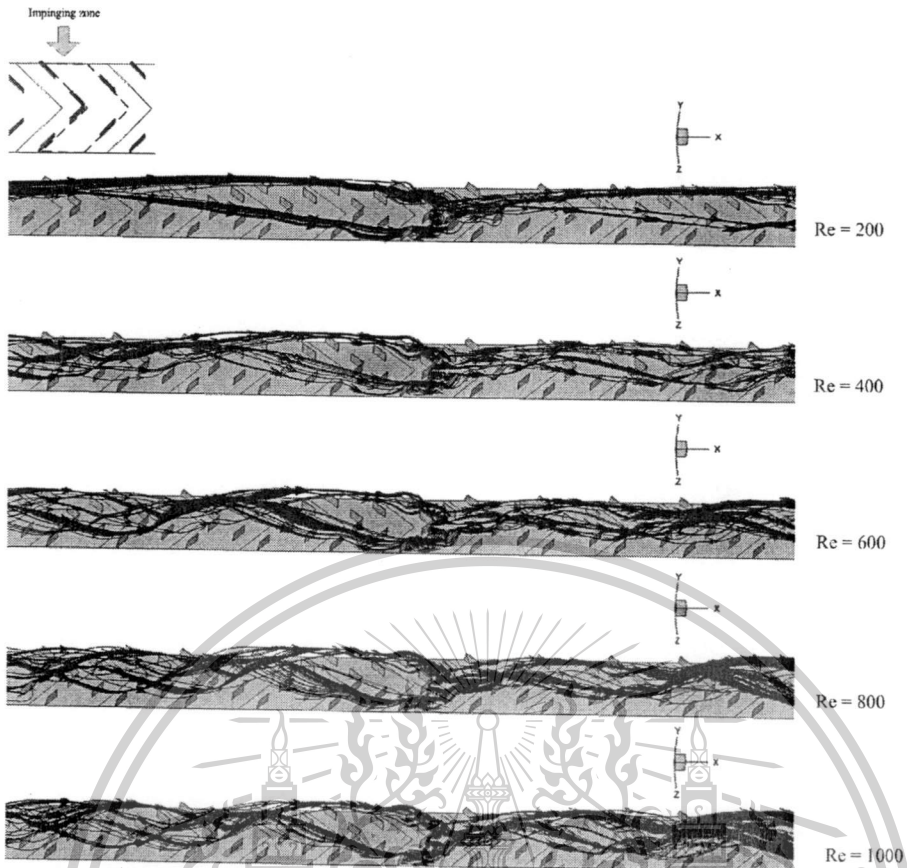 Impinging zone
Y
X
Z
Re = 200
Y
X
Z
Re = 400
Y
X
Z
Re = 600
Y
X
Z
Re = 800
Y
X
Z
Re = 1000